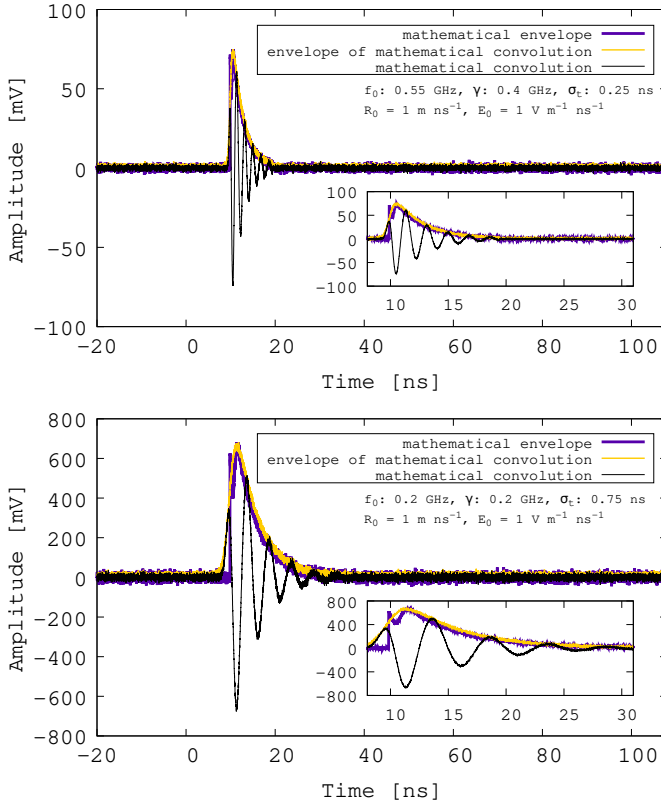 100
50
0
−50
−100
Amplitude [mV]
mathematical envelope
envelope of mathematical convolution
mathematical convolution
f₀: 0.55 GHz, γ: 0.4 GHz, σₜ: 0.25 ns
R₀ = 1 m ns⁻¹, E₀ = 1 V m⁻¹ ns⁻¹
100
50
0
−50
−100
10 15 20 25 30
−20 0 20 40 60 80 100
Time [ns]
800
600
400
200
0
−200
−400
−600
−800
Amplitude [mV]
mathematical envelope
envelope of mathematical convolution
mathematical convolution
f₀: 0.2 GHz, γ: 0.2 GHz, σₜ: 0.75 ns
R₀ = 1 m ns⁻¹, E₀ = 1 V m⁻¹ ns⁻¹
800
400
0
−400
−800
10 15 20 25 30
−20 0 20 40 60 80 100
Time [ns]